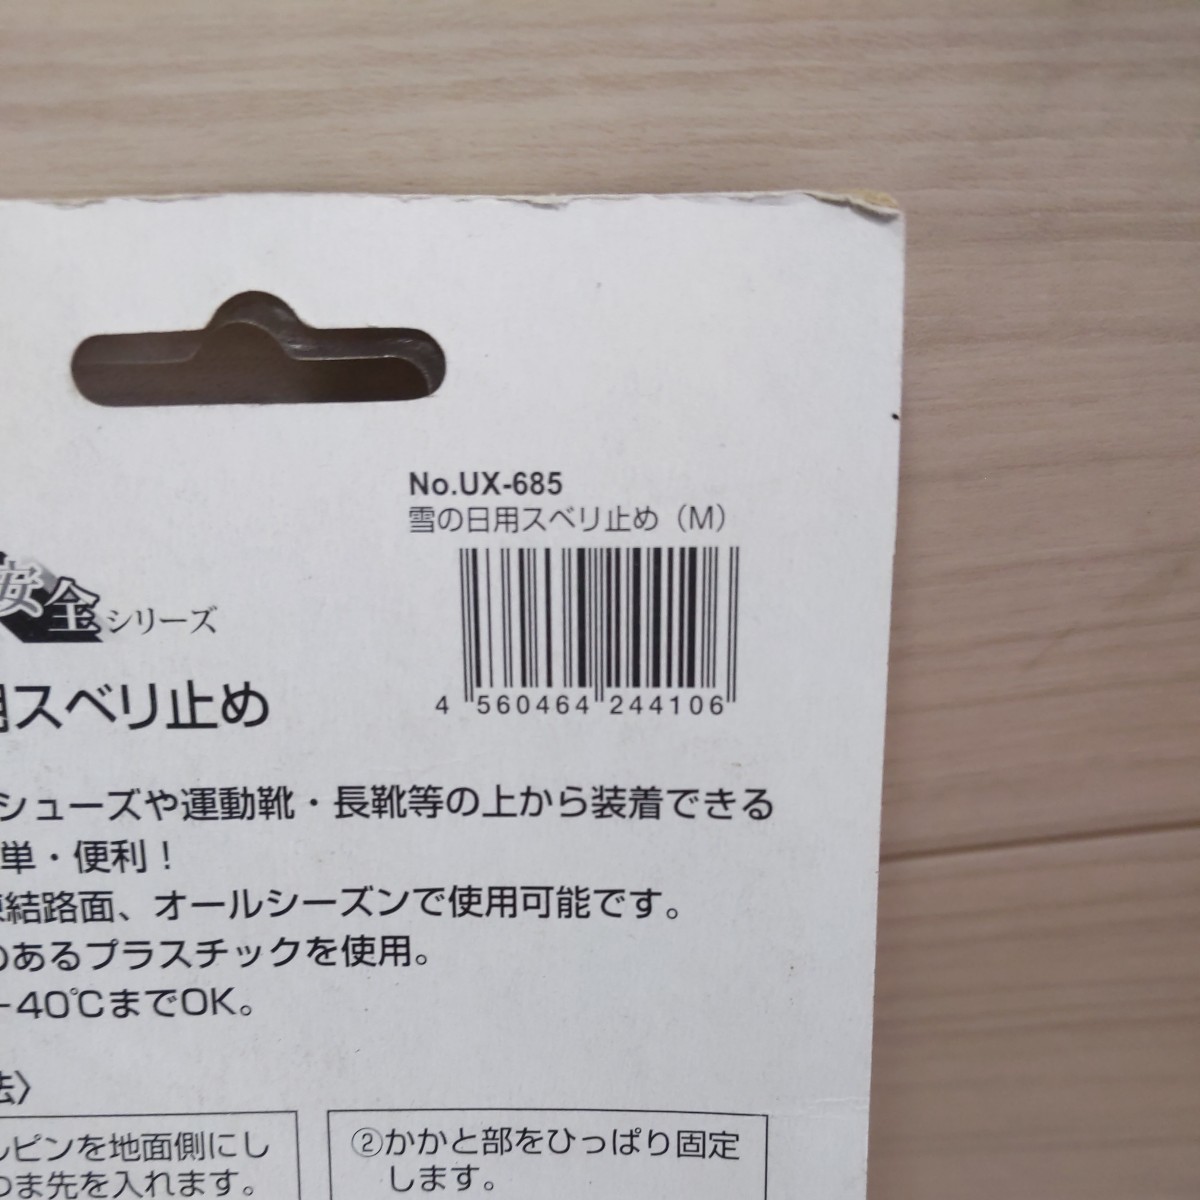 No.UX-685
雪の日用スベリ止め（M）
4 560464 244106
安全シリーズ
用スベリ止め
シューズや運動靴・長靴等の上から装着できる
単・便利！
凍結路面、オールシーズンで使用可能です。
のあるプラスチックを使用。
-40℃までOK。
法〉
ルピンを地面側にし
つま先を入れます。
②かかと部をひっぱり固定
します。